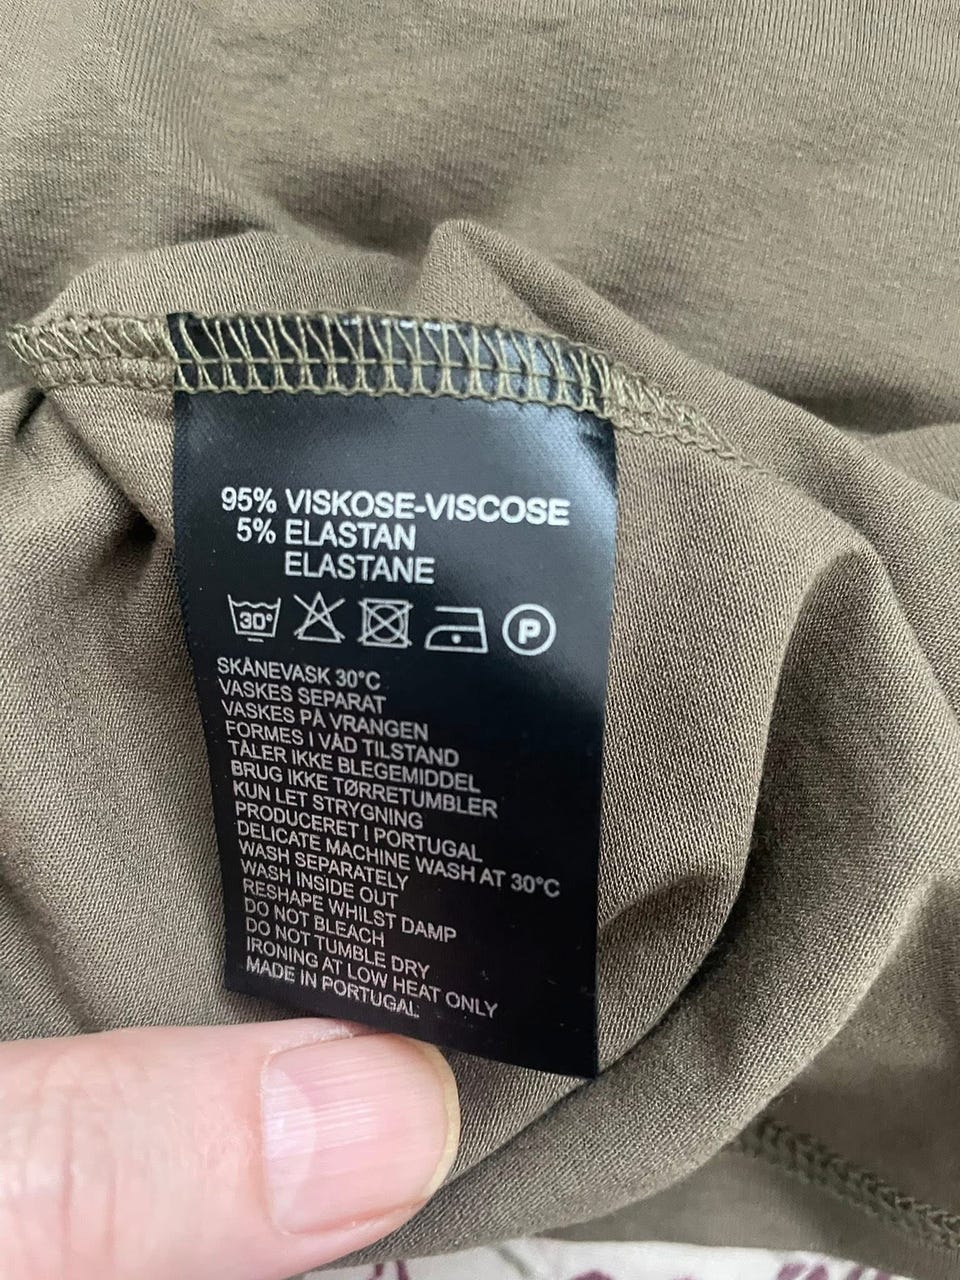 95% VISKOSE-VISCOSE
5% ELASTAN
ELASTANE
30° P
SKÅNEVASK 30°C
VASKES SEPARAT
VASKES PÅ VRANGEN
FORMES I VÅD TILSTAND
TÅLER IKKE BLEGEMIDDEL
BRUG IKKE TØRRETUMBLER
KUN LET STRYGNING
PRODUCERET I PORTUGAL
DELICATE MACHINE WASH AT 30°C
WASH SEPARATELY
WASH INSIDE OUT
RESHAPE WHILST DAMP
DO NOT BLEACH
DO NOT TUMBLE DRY
IRONING AT LOW HEAT ONLY
MADE IN PORTUGAL